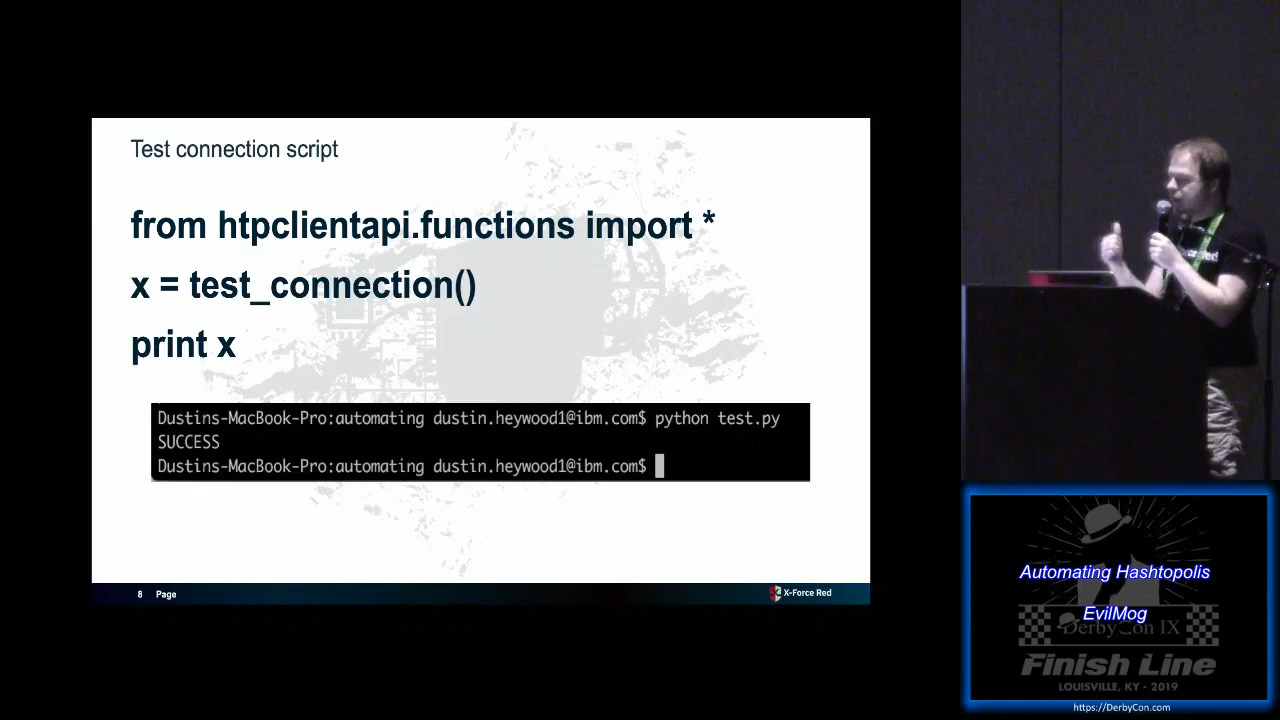 Test connection script
from htpclientapi.functions import *
x = test_connection()
print x
Dustins-MacBook-Pro:automating dustin.heywood1@ibm.com$ python test.py
SUCCESS
Dustins-MacBook-Pro:automating dustin.heywood1@ibm.com$
8 Page
X-Force Red
Automating Hashtopolis
EvilMog
DerbyCon IX
Finish Line
LOUISVILLE, KY - 2019
https://DerbyCon.com